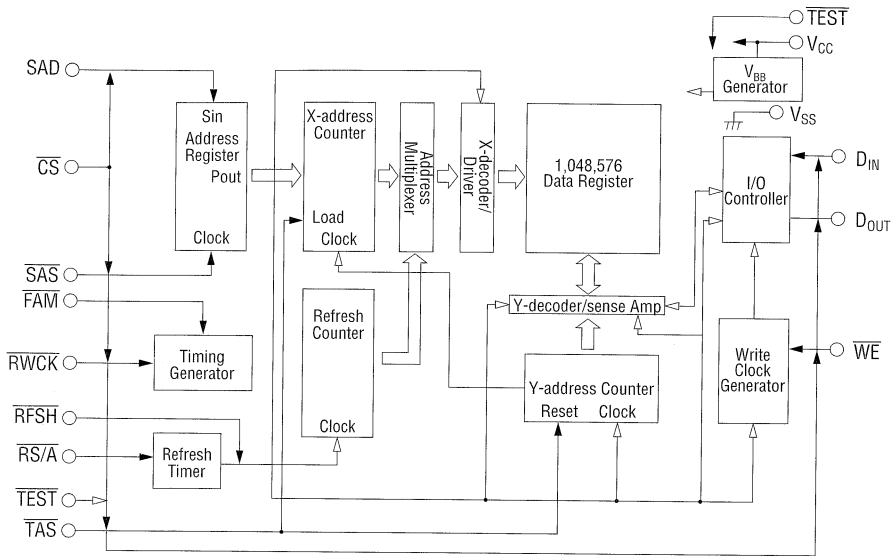 TEST
VCC
VBB
Generator
VSS
SAD
CS
SAS
FAM
RWCK
RFSH
RS/A
TEST
TAS
Sin
Address
Register
Pout
Clock
X-address
Counter
Load
Clock
Address
Multiplexer
X-decoder/
Driver
1,048,576
Data Register
I/O
Controller
DIN
DOUT
Timing
Generator
Refresh
Counter
Clock
Refresh
Timer
Y-decoder/sense Amp
Y-address Counter
Reset Clock
Write
Clock
Generator
WE